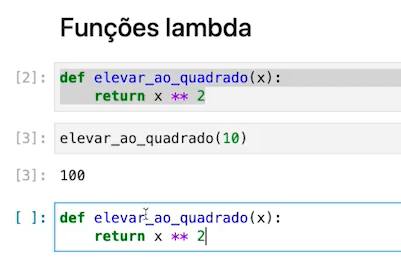 Funções lambda
[2]: def elevar_ao_quadrado(x):
return x ** 2
[3]: elevar_ao_quadrado(10)
[3]: 100
[ ]: def elevar_ao_quadrado(x):
return x ** 2